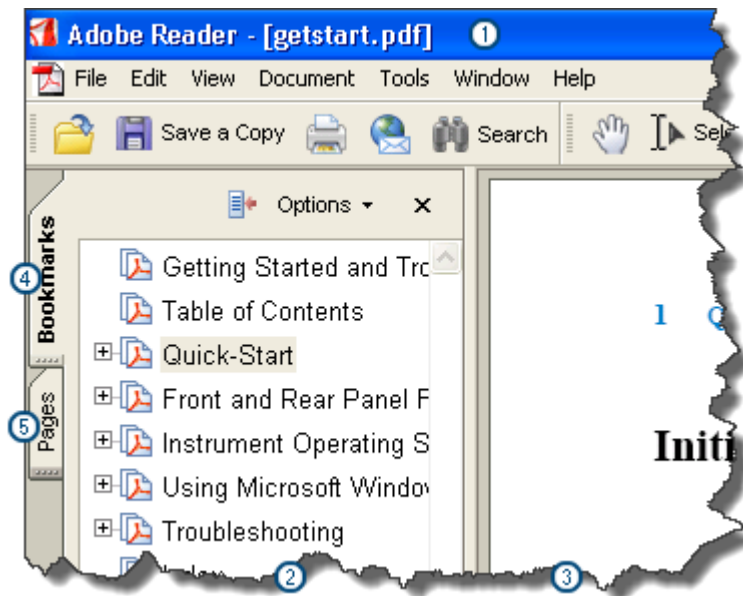 Adobe Reader - [getstart.pdf] 1
File Edit View Document Tools Window Help
Save a Copy Search Sel
Options
Bookmarks
4
Pages
5
Getting Started and Tro
Table of Contents
Quick-Start
Front and Rear Panel F
Instrument Operating S
Using Microsoft Windov
Troubleshooting
2
1 Q
Initi
3